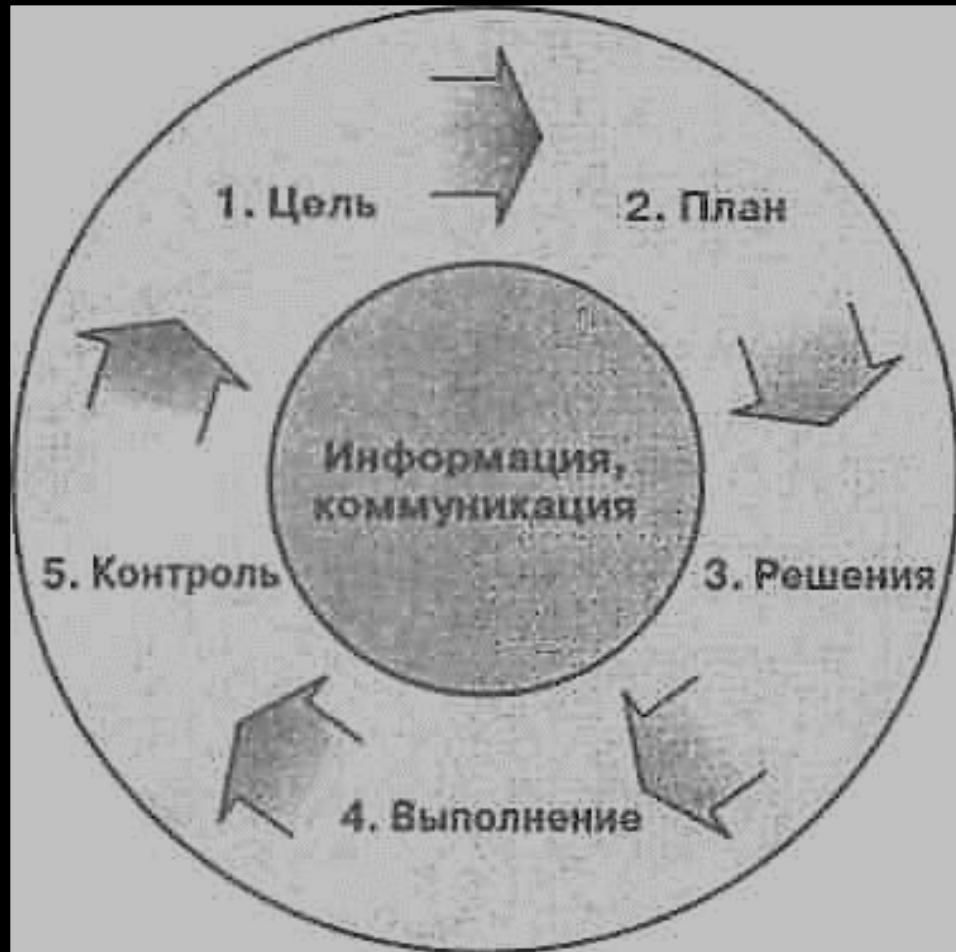 1. Цель
2. План
Информация,
коммуникация
5. Контроль
3. Решения
4. Выполнение